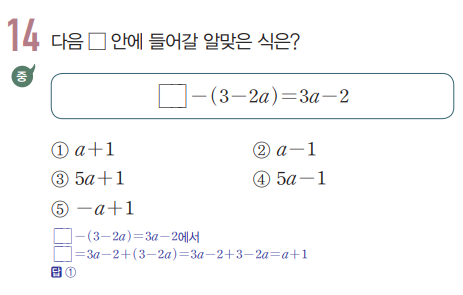 14 다음 □ 안에 들어갈 알맞은 식은?
중
□-(3-2a)=3a-2
① a+1 ② a-1
③ 5a+1 ④ 5a-1
⑤ -a+1
□-(3-2a)=3a-2에서
□=3a-2+(3-2a)=3a-2+3-2a=a+1
답 ①